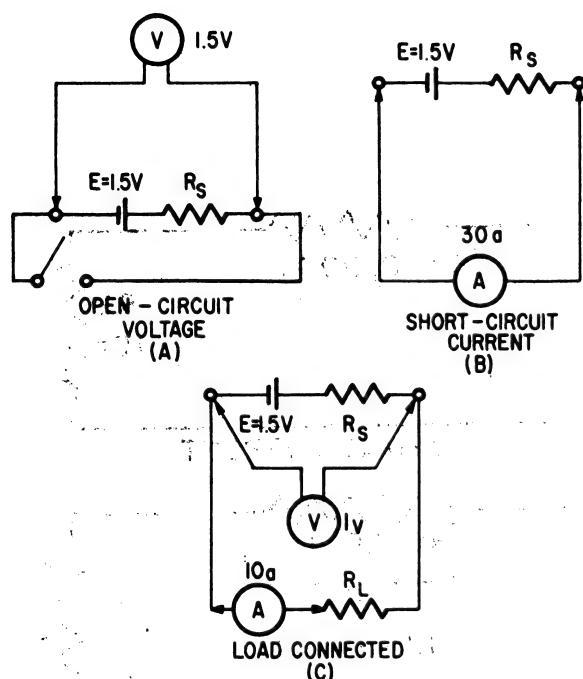 V 1.5V
E=1.5V RS
OPEN-CIRCUIT
VOLTAGE
(A)
E=1.5V RS
30a
A
SHORT-CIRCUIT
CURRENT
(B)
E=1.5V RS
V 1V
10a RL
A
LOAD CONNECTED
(C)